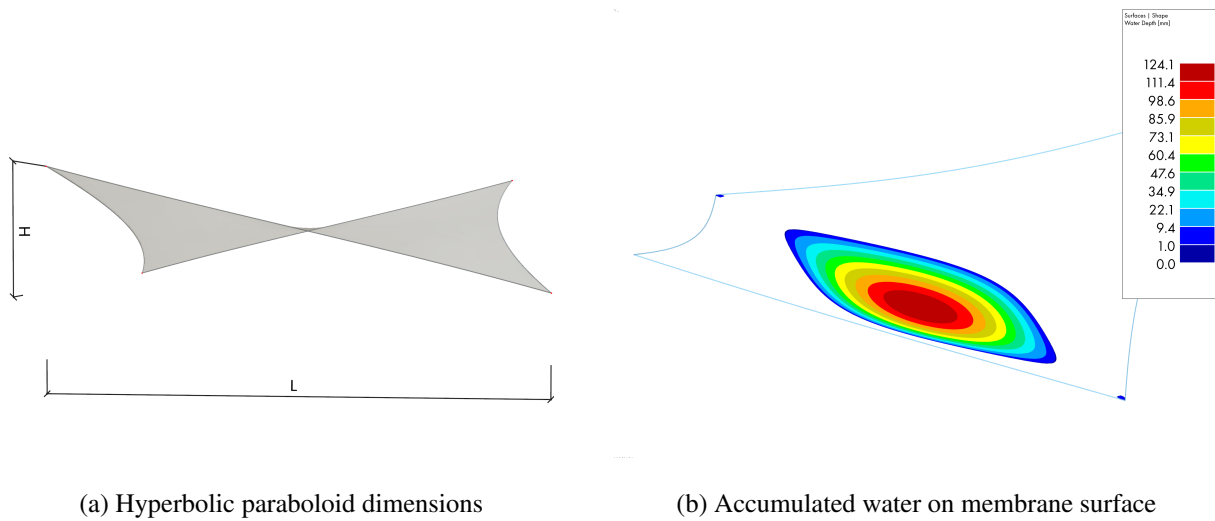 H
L
Surfaces | Shape
Water Depth [mm]
124.1
111.4
98.6
85.9
73.1
60.4
47.6
34.9
22.1
9.4
1.0
0.0
(a) Hyperbolic paraboloid dimensions
(b) Accumulated water on membrane surface